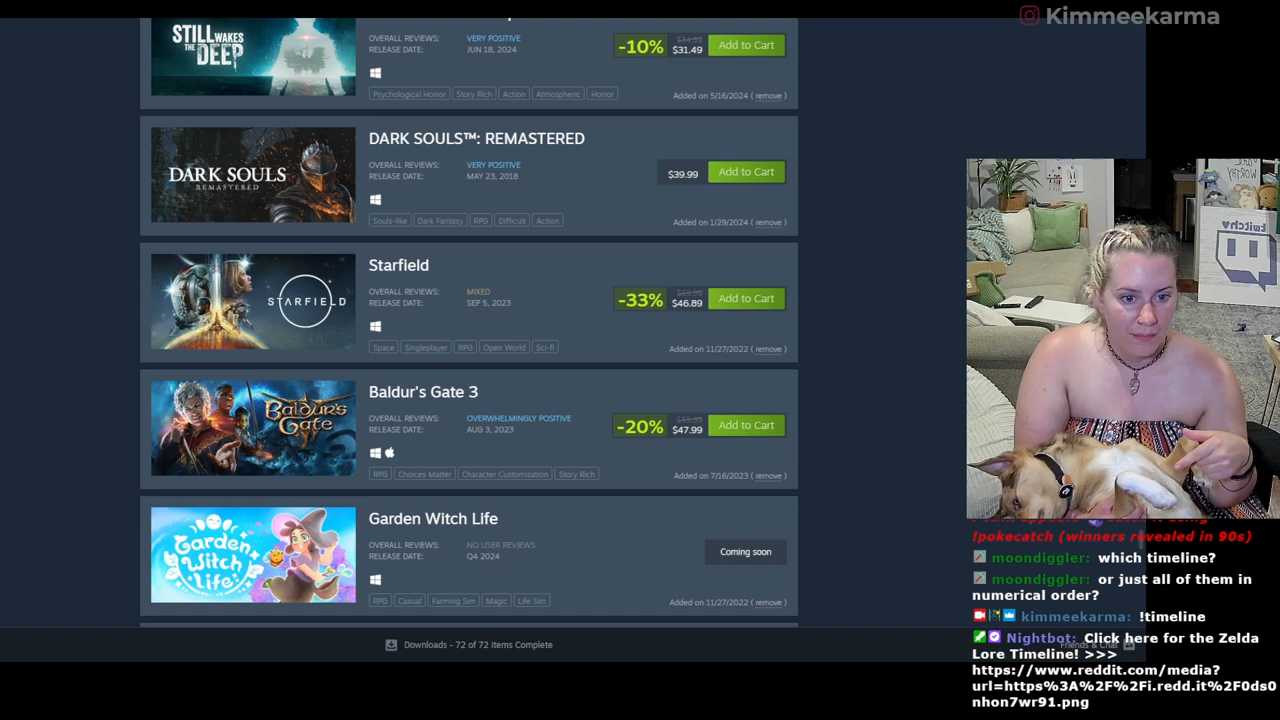 Kimmeekarma
STILL WAKES
THE DEEP
OVERALL REVIEWS: VERY POSITIVE
RELEASE DATE: JUN 18, 2024
-10%
$31.49
Add to Cart
Psychological Horror Story Rich Action Atmospheric Horror
Added on 5/16/2024 ( remove )
DARK SOULS
REMASTERED
DARK SOULS™: REMASTERED
OVERALL REVIEWS: VERY POSITIVE
RELEASE DATE: MAY 23, 2018
$39.99
Add to Cart
Souls-like Dark Fantasy RPG Difficult Action
Added on 1/29/2024 ( remove )
STARFIELD
Starfield
OVERALL REVIEWS: MIXED
RELEASE DATE: SEP 5, 2023
-33%
$69.99
$46.89
Add to Cart
Space Singleplayer RPG Open World Sci-fi
Added on 11/27/2022 ( remove )
BALDUR'S
GATE
Baldur's Gate 3
OVERALL REVIEWS: OVERWHELMINGLY POSITIVE
RELEASE DATE: AUG 3, 2023
-20%
$59.99
$47.99
Add to Cart
RPG Choices Matter Character Customization Story Rich
Added on 7/16/2023 ( remove )
Garden
Witch
Life
Garden Witch Life
OVERALL REVIEWS: NO USER REVIEWS
RELEASE DATE: Q4 2024
Coming soon
RPG Casual Farming Sim Magic Life Sim
Added on 11/27/2022 ( remove )
Downloads - 72 of 72 Items Complete
Friends & Chat
twitch
!pokecatch (winners revealed in 90s)
moondiggler: which timeline?
moondiggler: or just all of them in
numerical order?
kimmeekarma: !timeline
Nightbot: Click here for the Zelda
Lore Timeline! >>>
https://www.reddit.com/media?
url=https%3A%2F%2Fi.redd.it%2F0ds0
nhon7wr91.png